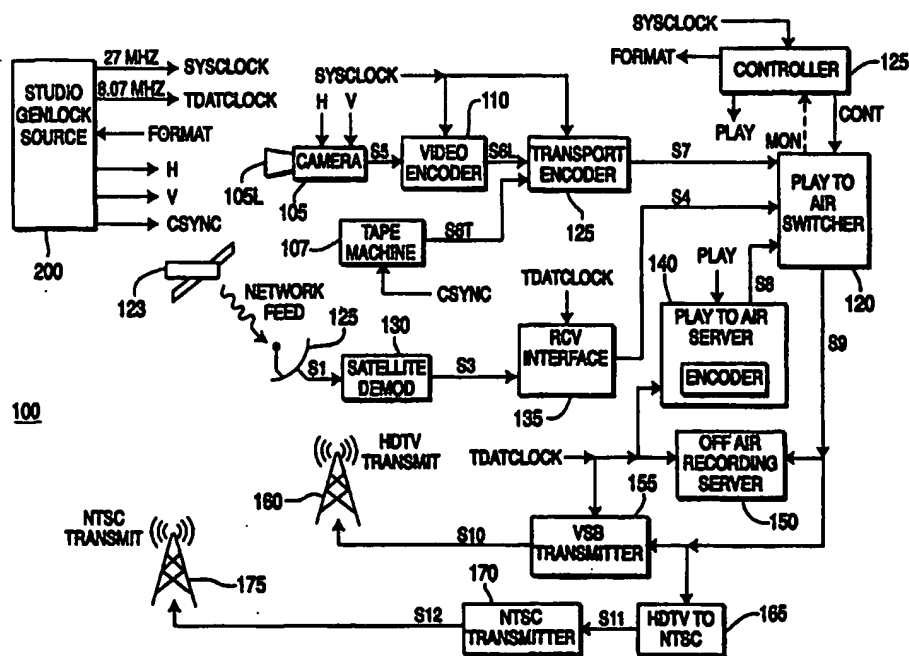 SYSCLOCK
27 MHZ
SYSCLOCK
8.07 MHZ
TDATCLOCK
STUDIO
GENLOCK
SOURCE
FORMAT
H
V
CSYNC
200
SYSCLOCK
H V
110
105L
CAMERA
105
S5
VIDEO
ENCODER
S6L
TRANSPORT
ENCODER
125
S7
FORMAT
CONTROLLER
125
PLAY
MON
CONT
PLAY TO
AIR
SWITCHER
120
S4
107
TAPE
MACHINE
S6T
CSYNC
123
NETWORK
FEED
125
S1
130
SATELLITE
DEMOD
S3
TDATCLOCK
RCV
INTERFACE
135
140
PLAY
S8
PLAY TO AIR
SERVER
ENCODER
S9
100
HDTV
TRANSMIT
160
TDATCLOCK
OFF AIR
RECORDING
SERVER
150
155
VSB
TRANSMITTER
S10
NTSC
TRANSMIT
175
170
NTSC
TRANSMITTER
S12
S11
HDTV TO
NTSC
165